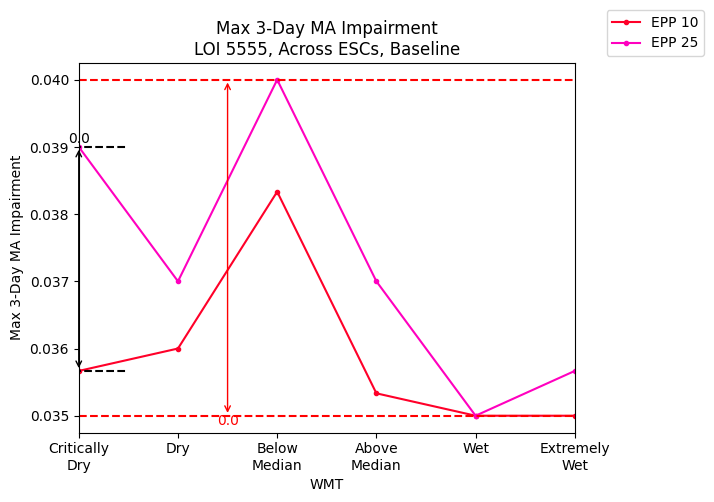 Max 3-Day MA Impairment
LOI 5555, Across ESCs, Baseline
EPP 10
EPP 25
Max 3-Day MA Impairment
0.040
0.039
0.038
0.037
0.036
0.035
0.0
0.0
Critically
Dry
Dry
Below
Median
Above
Median
Wet
Extremely
Wet
WMT